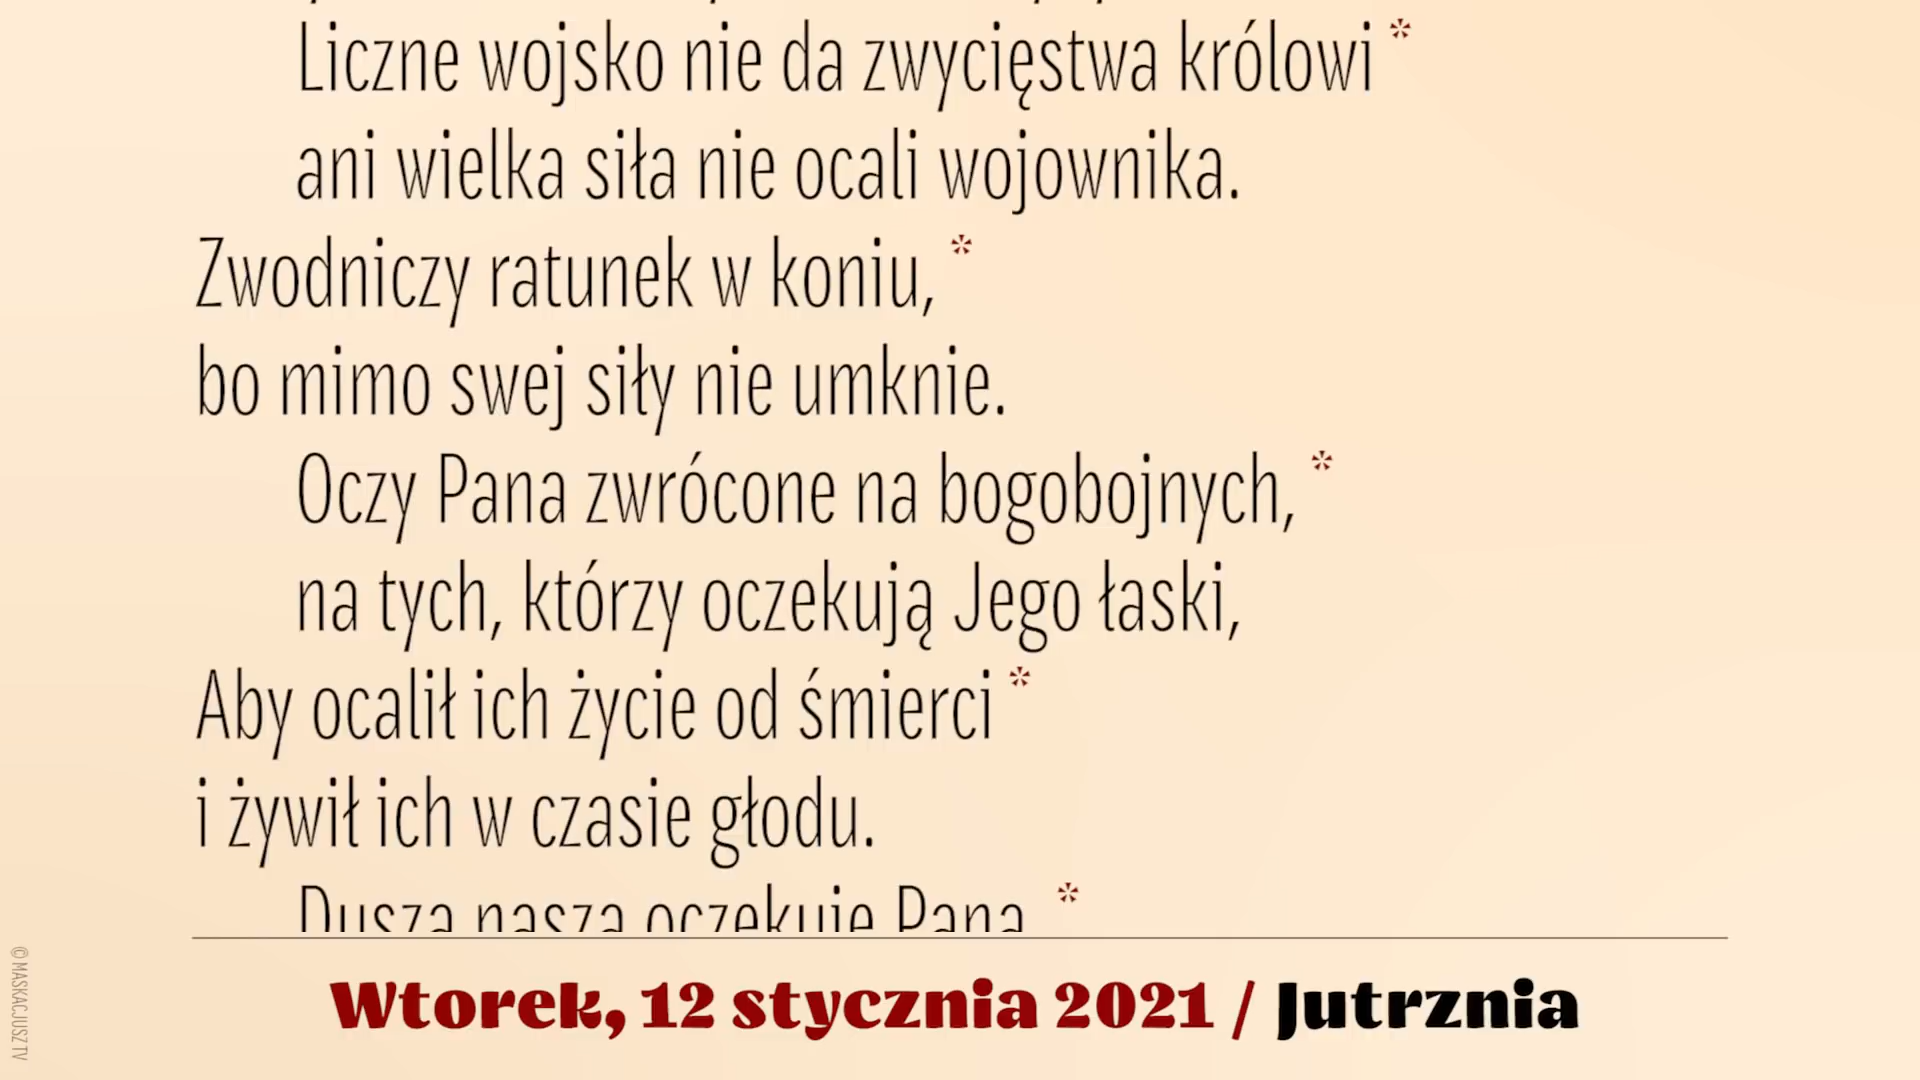 Liczne wojsko nie da zwycięstwa królowi *
ani wielka siła nie ocali wojownika.
Zwodniczy ratunek w koniu, *
bo mimo swej siły nie umknie.
Oczy Pana zwrócone na bogobojnych, *
na tych, którzy oczekują Jego łaski,
Aby ocalił ich życie od śmierci *
i żywił ich w czasie głodu.
Dusza nasza oczekuje Pana *
Wtorek, 12 stycznia 2021 / Jutrznia
© MASKACJUSZ TV